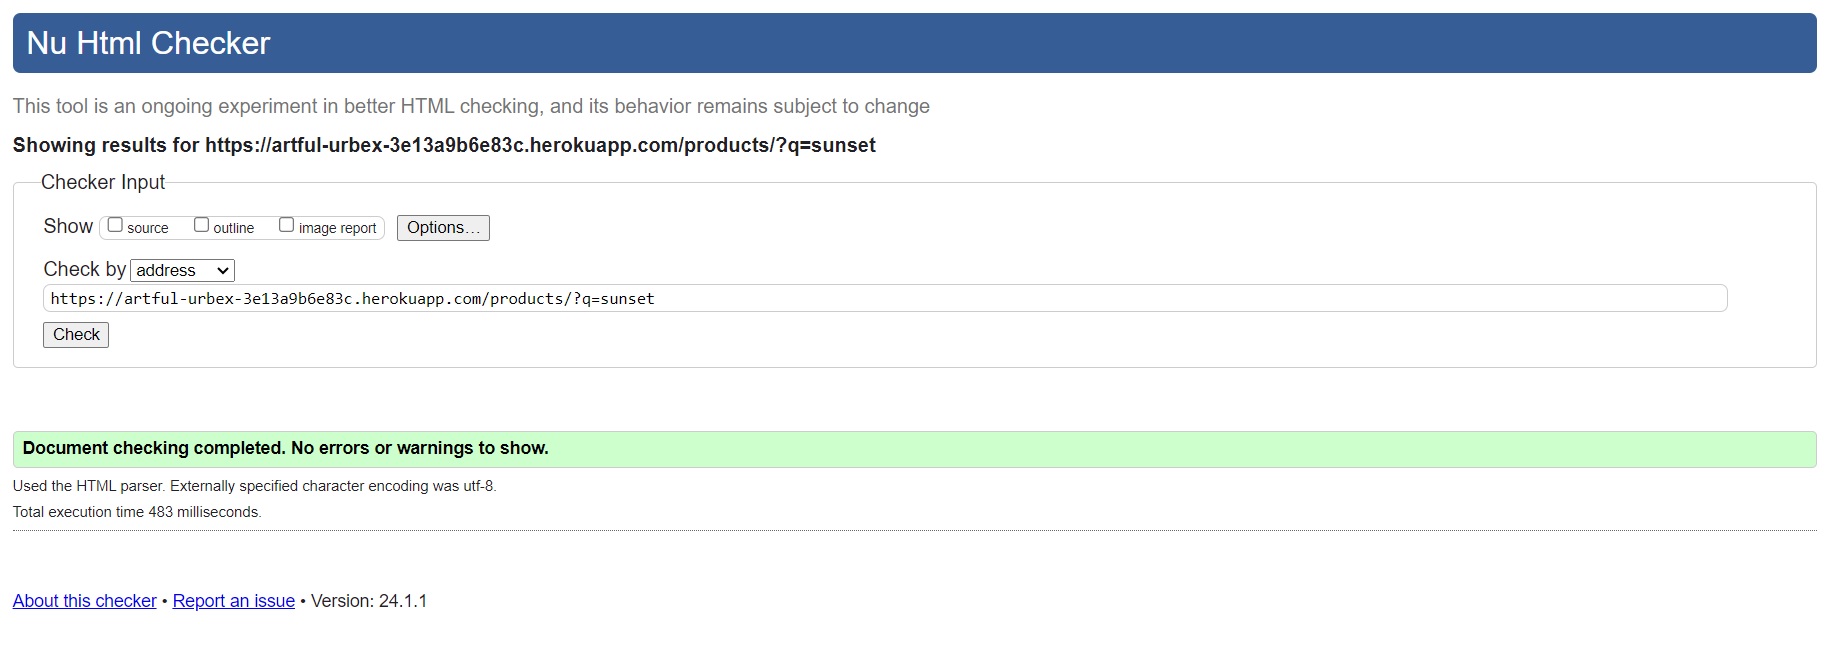 Nu Html Checker
This tool is an ongoing experiment in better HTML checking, and its behavior remains subject to change
Showing results for https://artful-urbex-3e13a9b6e83c.herokuapp.com/products/?q=sunset
Checker Input
Show source outline image report Options...
Check by address
https://artful-urbex-3e13a9b6e83c.herokuapp.com/products/?q=sunset
Check
Document checking completed. No errors or warnings to show.
Used the HTML parser. Externally specified character encoding was utf-8.
Total execution time 483 milliseconds.
About this checker • Report an issue • Version: 24.1.1